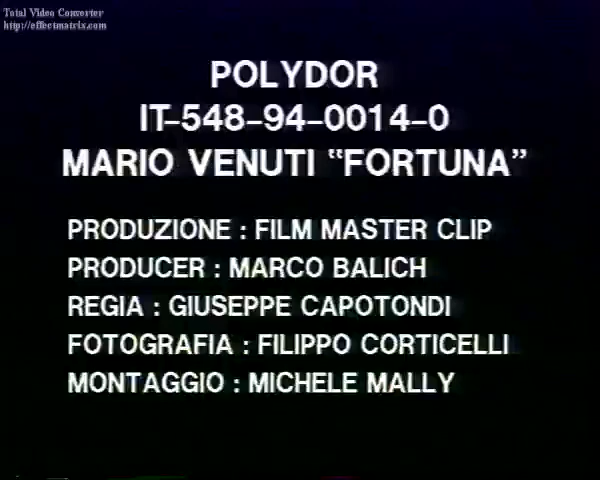 Total Video Converter
http://effectmatrix.com
POLYDOR
IT-548-94-0014-0
MARIO VENUTI "FORTUNA"
PRODUZIONE : FILM MASTER CLIP
PRODUCER : MARCO BALICH
REGIA : GIUSEPPE CAPOTONDI
FOTOGRAFIA : FILIPPO CORTICELLI
MONTAGGIO : MICHELE MALLY